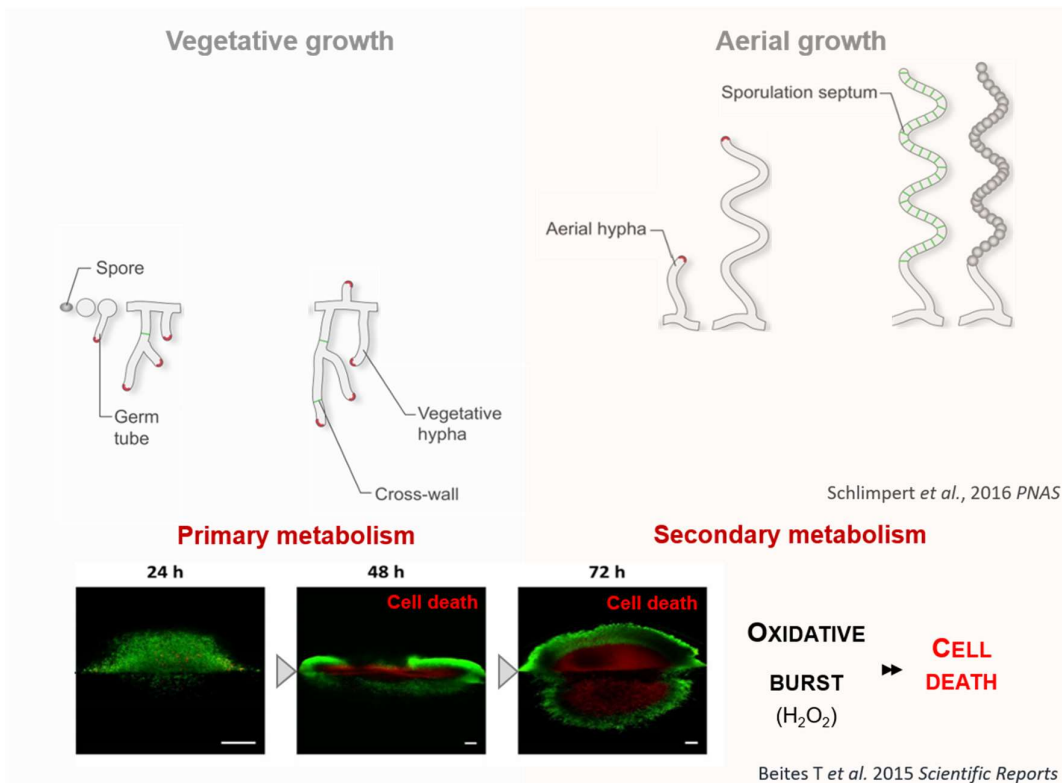 Vegetative growth
Aerial growth
Sporulation septum
Aerial hypha
Spore
Germ
tube
Vegetative
hypha
Cross-wall
Schlimpert et al., 2016 PNAS
Primary metabolism
Secondary metabolism
24 h
48 h
72 h
Cell death
Cell death
OXIDATIVE
BURST
(H₂O₂)
CELL
DEATH
Beites T et al. 2015 Scientific Reports